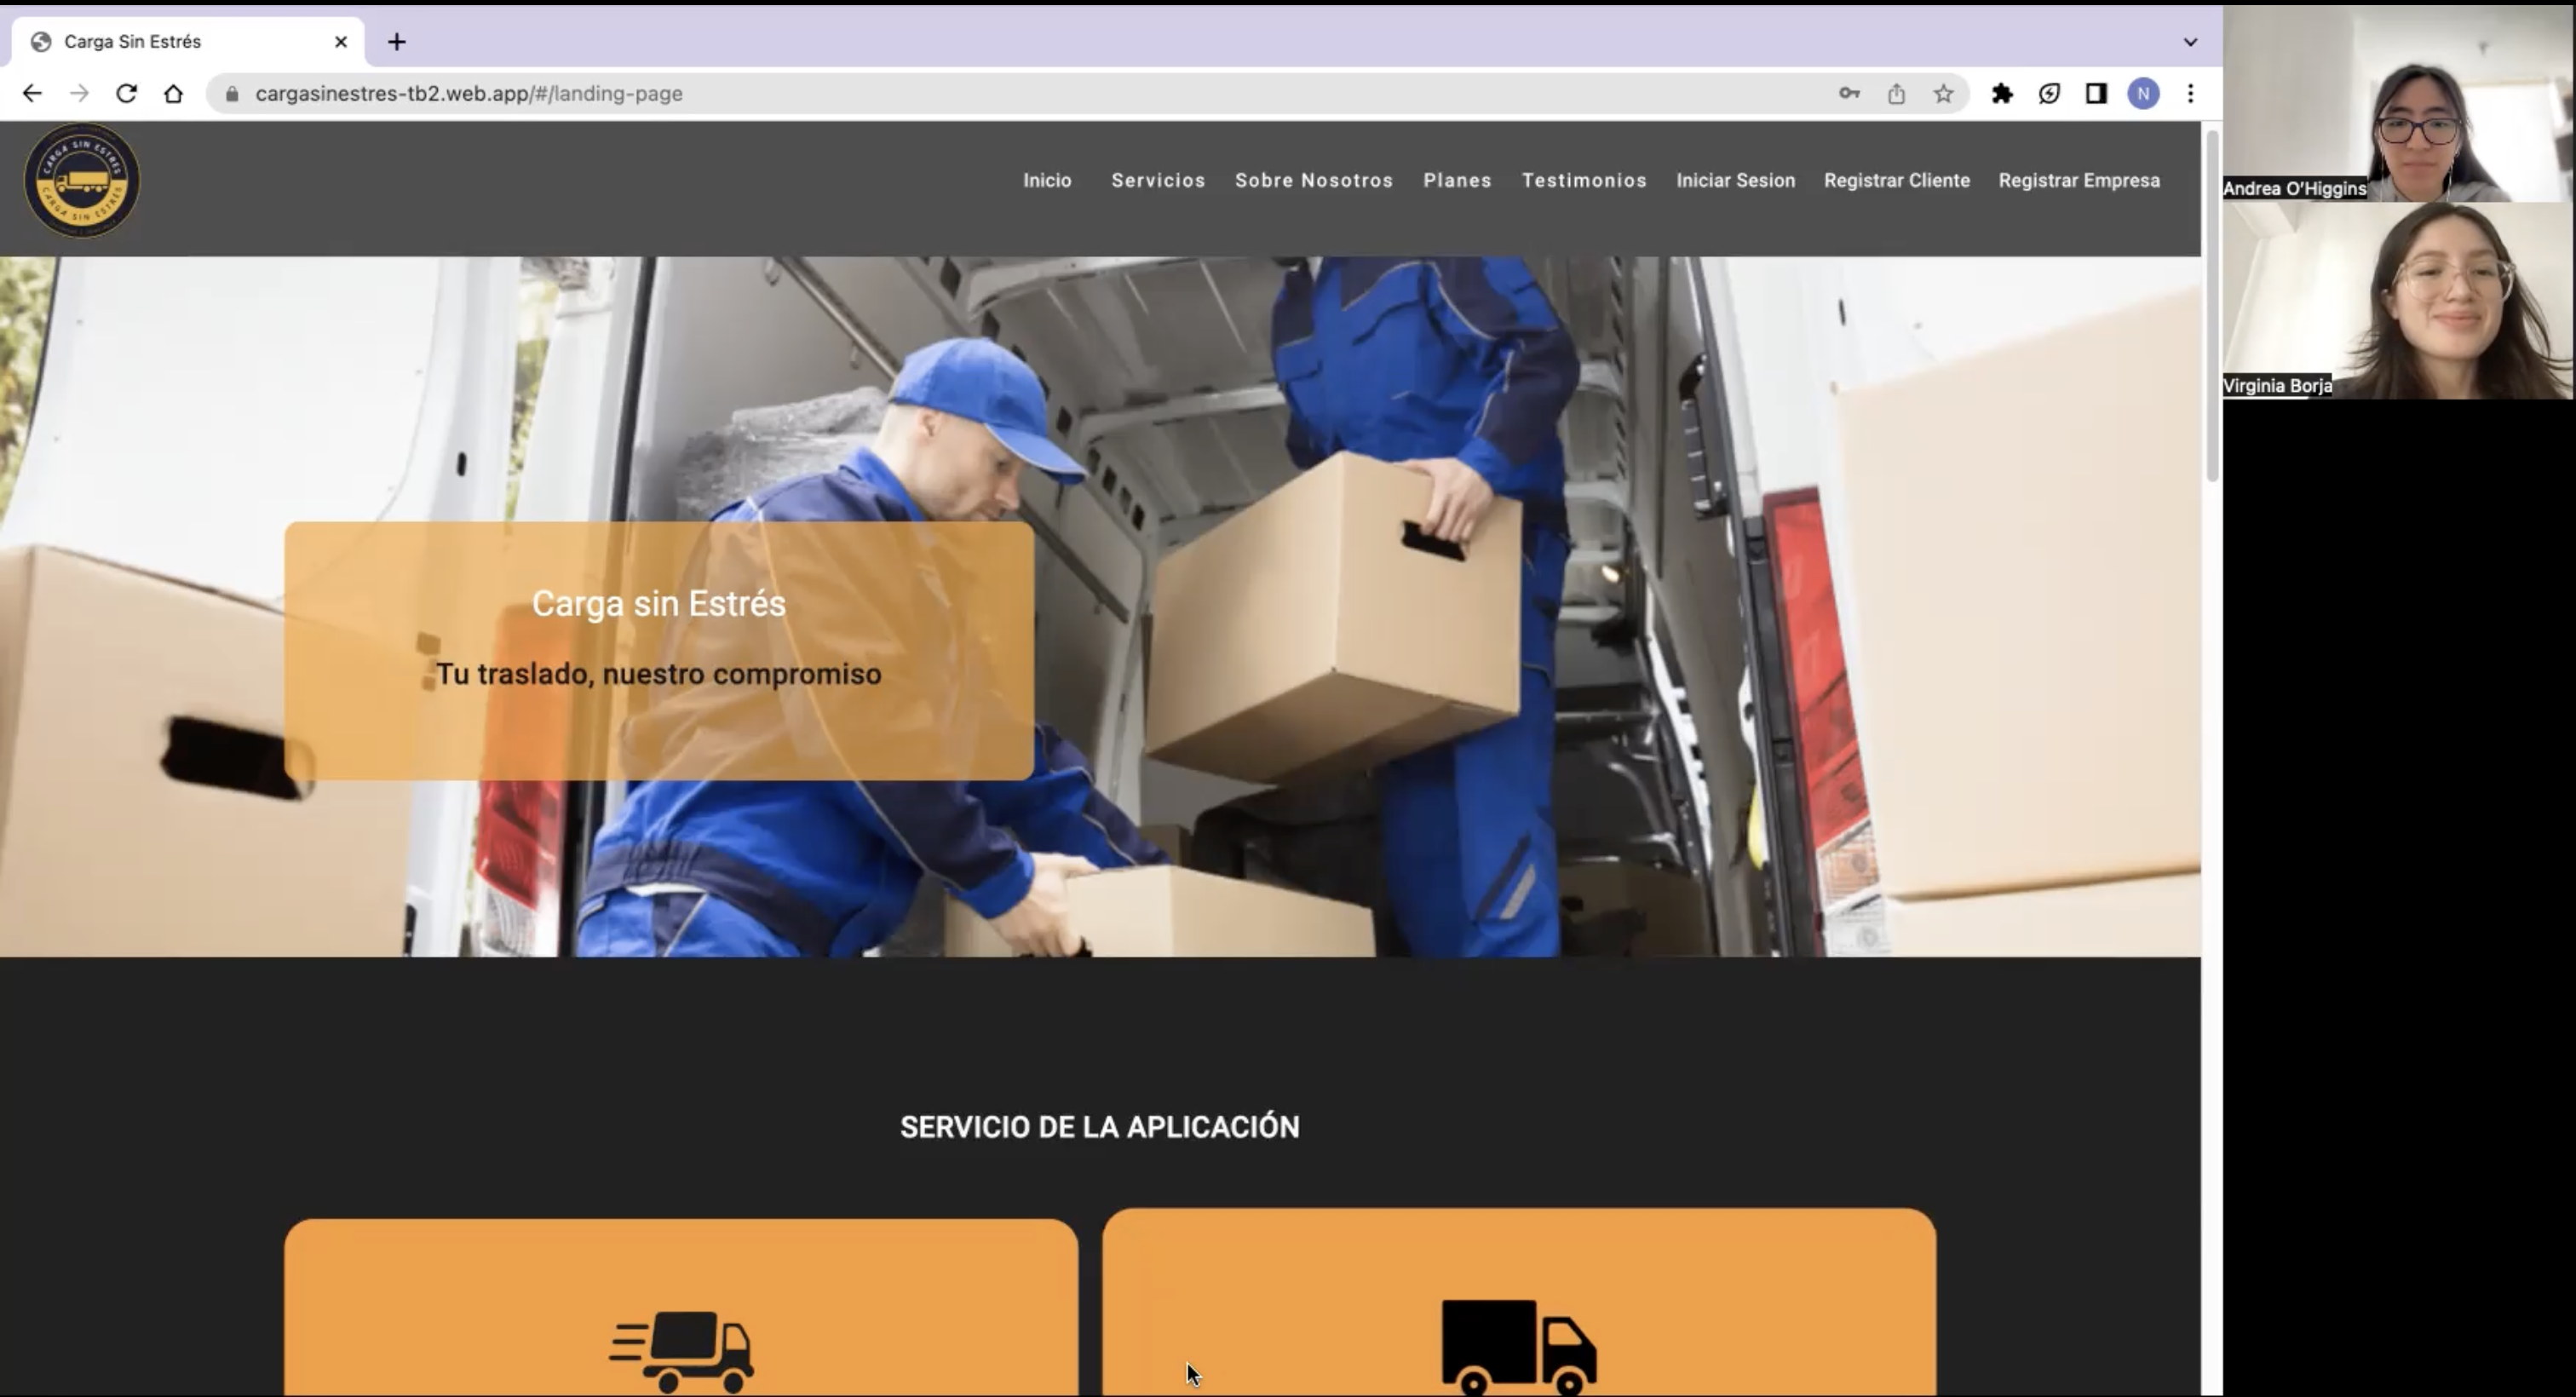 Carga Sin Estrés
cargasinestres-tb2.web.app/#/landing-page
N
CARGA SIN ESTRES
CARGA SIN ESTRÉS
Inicio Servicios Sobre Nosotros Planes Testimonios Iniciar Sesion Registrar Cliente Registrar Empresa
Carga sin Estrés
Tu traslado, nuestro compromiso
SERVICIO DE LA APLICACIÓN
Andrea O'Higgins
Virginia Borja